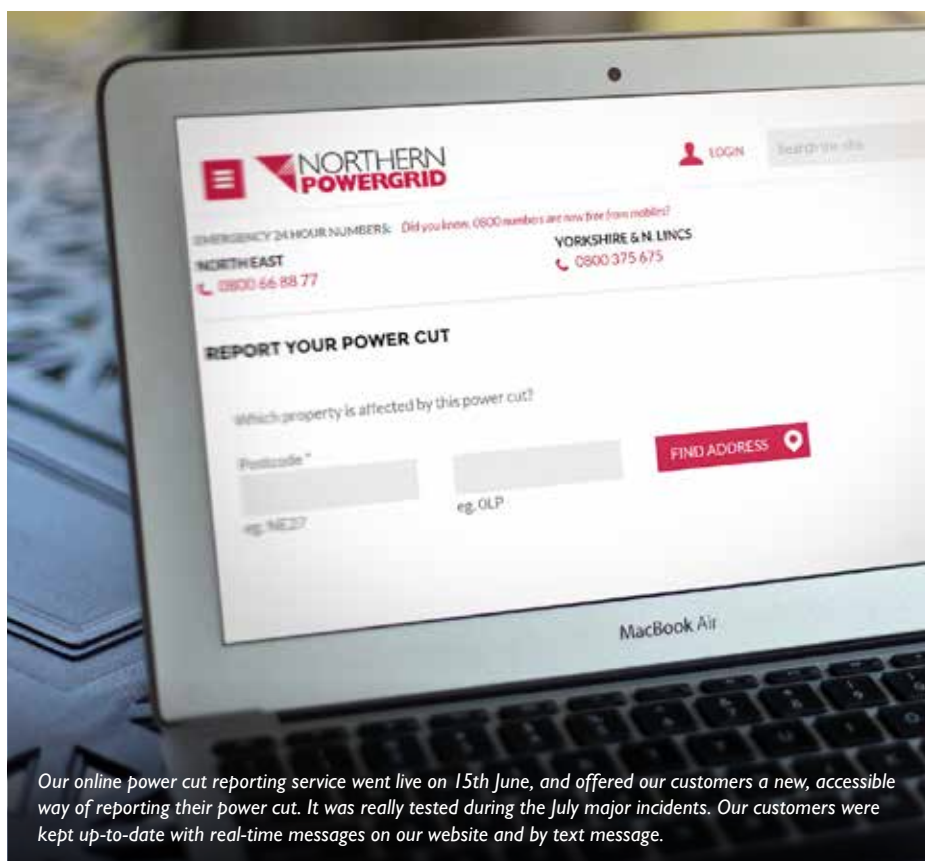 NORTHERN
POWERGRID
LOGIN
Search the site
EMERGENCY 24 HOUR NUMBERS: Did you know, 0800 numbers are now free from mobiles?
NORTH EAST
0800 66 88 77
YORKSHIRE & N. LINCS
0800 375 675
REPORT YOUR POWER CUT
Which property is affected by this power cut?
Postcode *
FIND ADDRESS
eg. NE27
eg. 0LP
MacBook Air
Our online power cut reporting service went live on 15th June, and offered our customers a new, accessible
way of reporting their power cut. It was really tested during the July major incidents. Our customers were
kept up-to-date with real-time messages on our website and by text message.